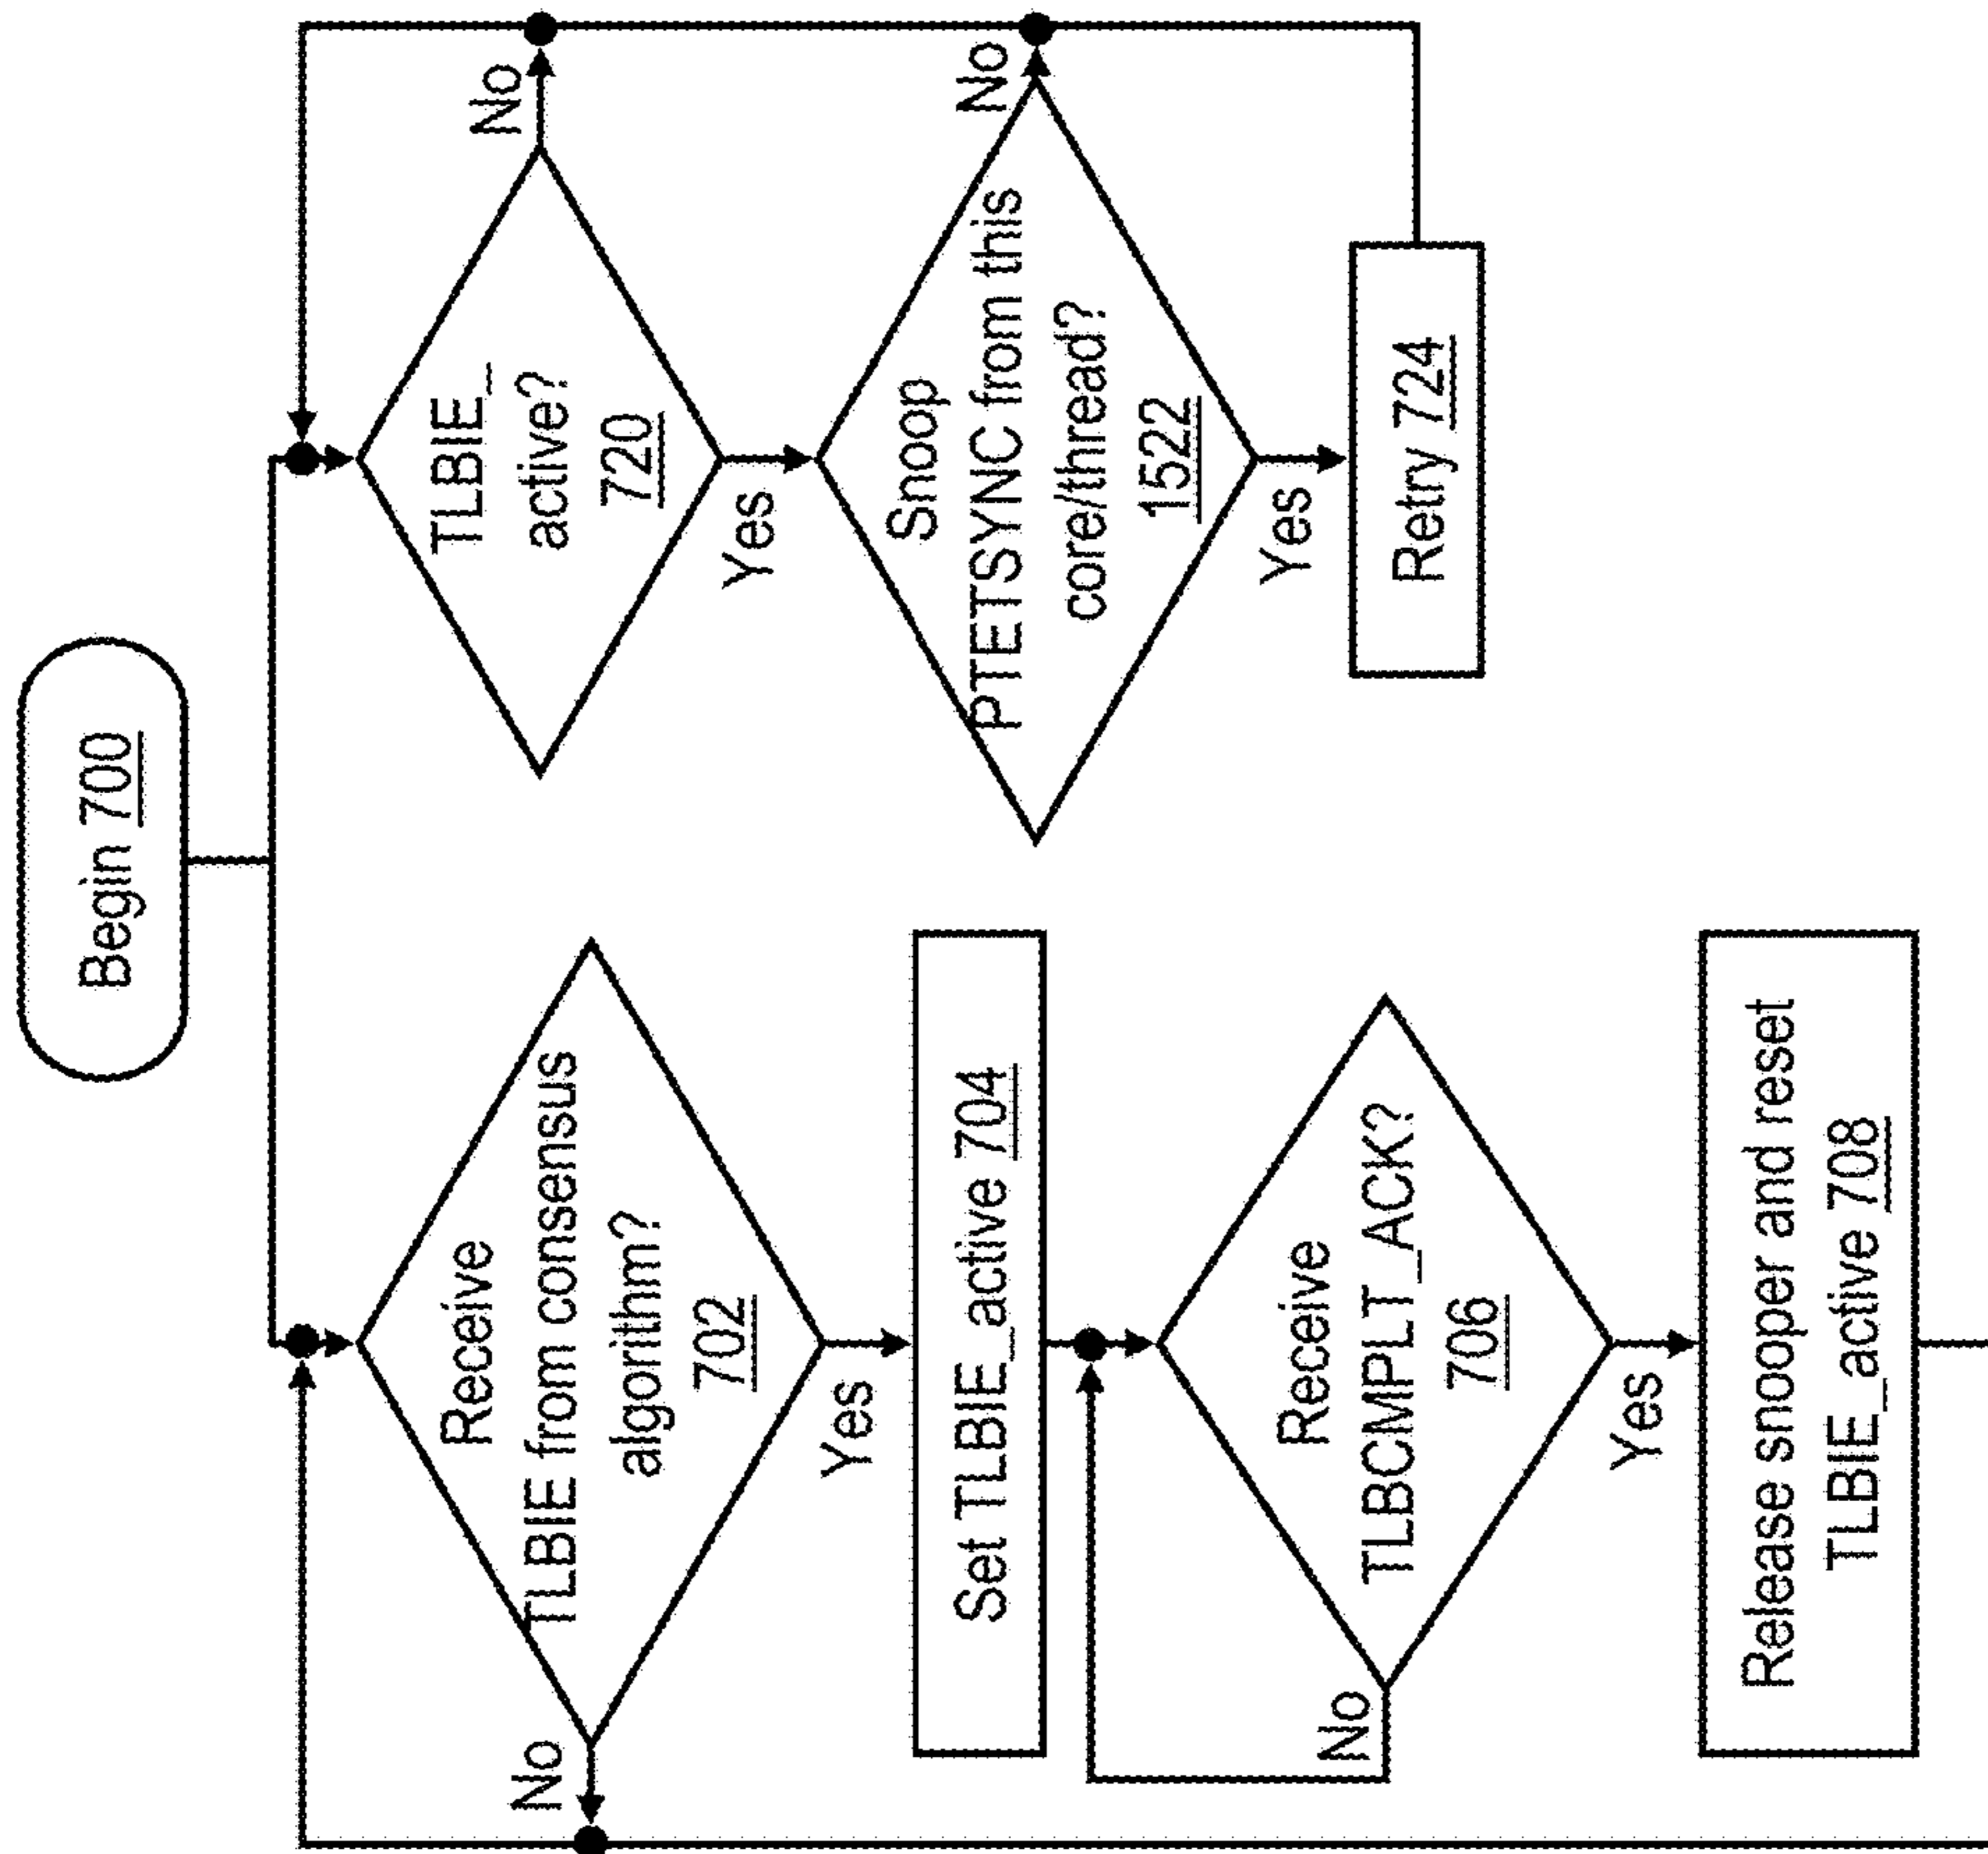 Begin 700
Receive
TLBIE from consensus
algorithm?
702
No
Yes
Set TLBIE_active 704
Receive
TLBCMPLT_ACK?
706
No
Yes
Release snooper and reset
TLBIE_active 708
TLBIE_
active?
720
No
Yes
Snoop
PTETSYNC from this
core/thread?
1522
No
Yes
Retry 724